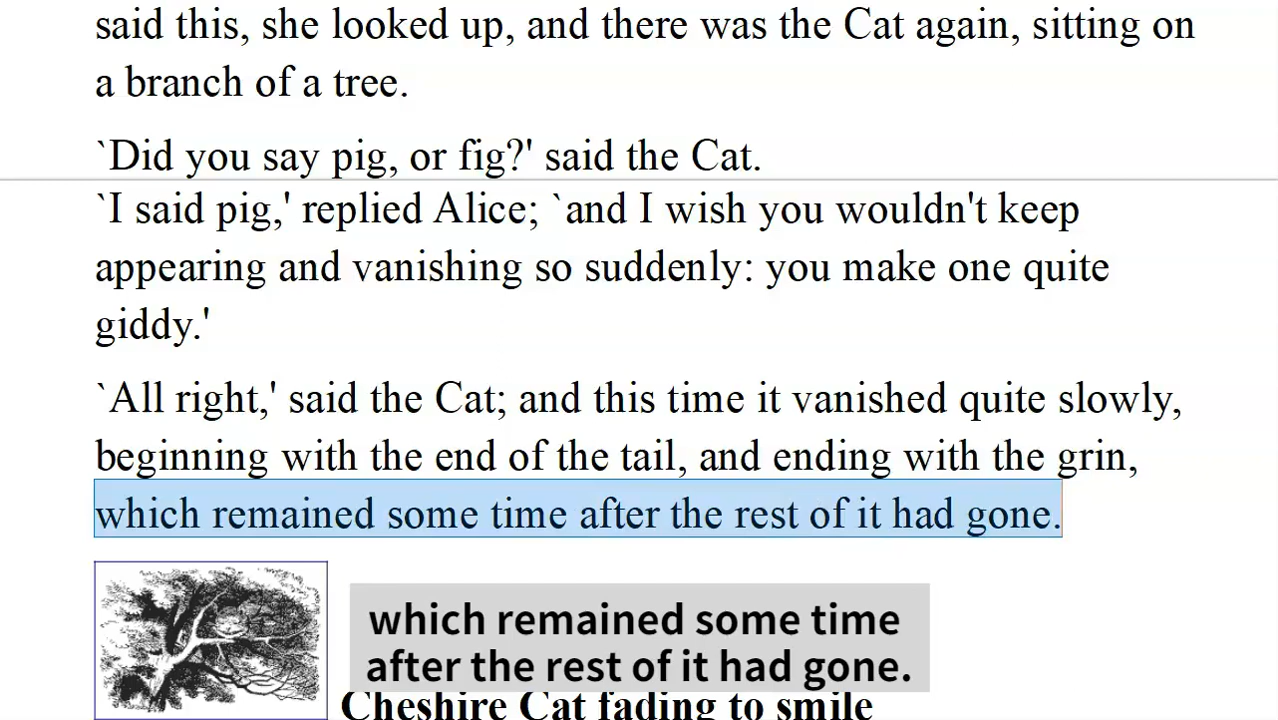 said this, she looked up, and there was the Cat again, sitting on
a branch of a tree.
`Did you say pig, or fig?' said the Cat.
`I said pig,' replied Alice; `and I wish you wouldn't keep
appearing and vanishing so suddenly: you make one quite
giddy.'
`All right,' said the Cat; and this time it vanished quite slowly,
beginning with the end of the tail, and ending with the grin,
which remained some time after the rest of it had gone.
which remained some time
after the rest of it had gone.
Cheshire Cat fading to smile